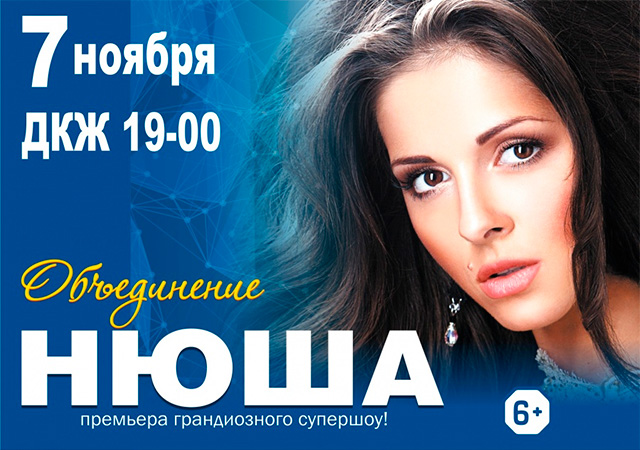 7 ноября
ДКЖ 19-00
Объединение
НЮША
премьера грандиозного супершоу!
6+